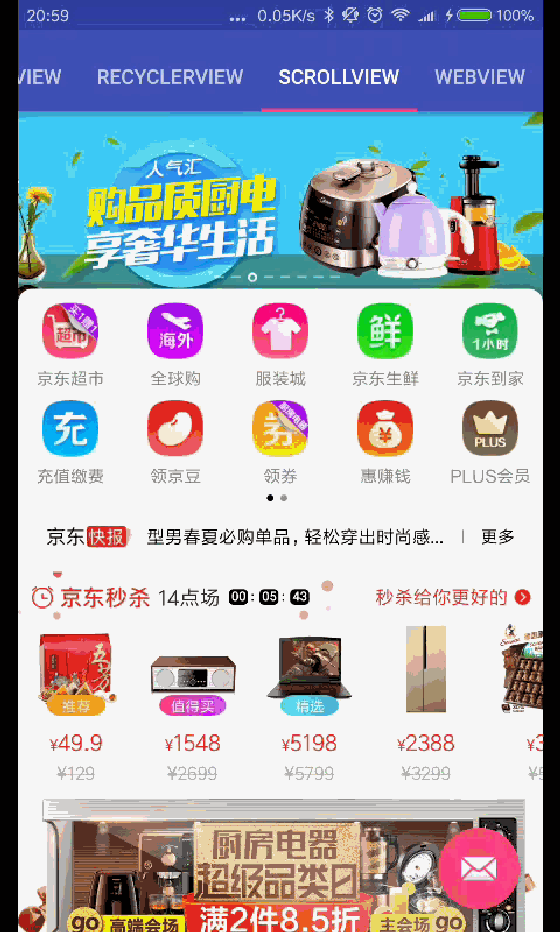 20:59 ... 0.05K/s 100%
VIEW RECYCLERVIEW SCROLLVIEW WEBVIEW
人气汇
购品质厨电
享奢华生活
超市 海外 鲜 1小时
京东超市 全球购 服装城 京东生鲜 京东到家
充 券 ¥ PLUS
充值缴费 领京豆 领券 惠赚钱 PLUS会员
京东快报 型男春夏必购单品，轻松穿出时尚感... | 更多
京东秒杀 14点场 00:05:43 秒杀给你更好的
推荐 值得买 精选
¥49.9 ¥1548 ¥5198 ¥2388
¥129 ¥2699 ¥5799 ¥3299
厨房电器
超级品类日
go 高端会场 满2件8.5折 主会场 go